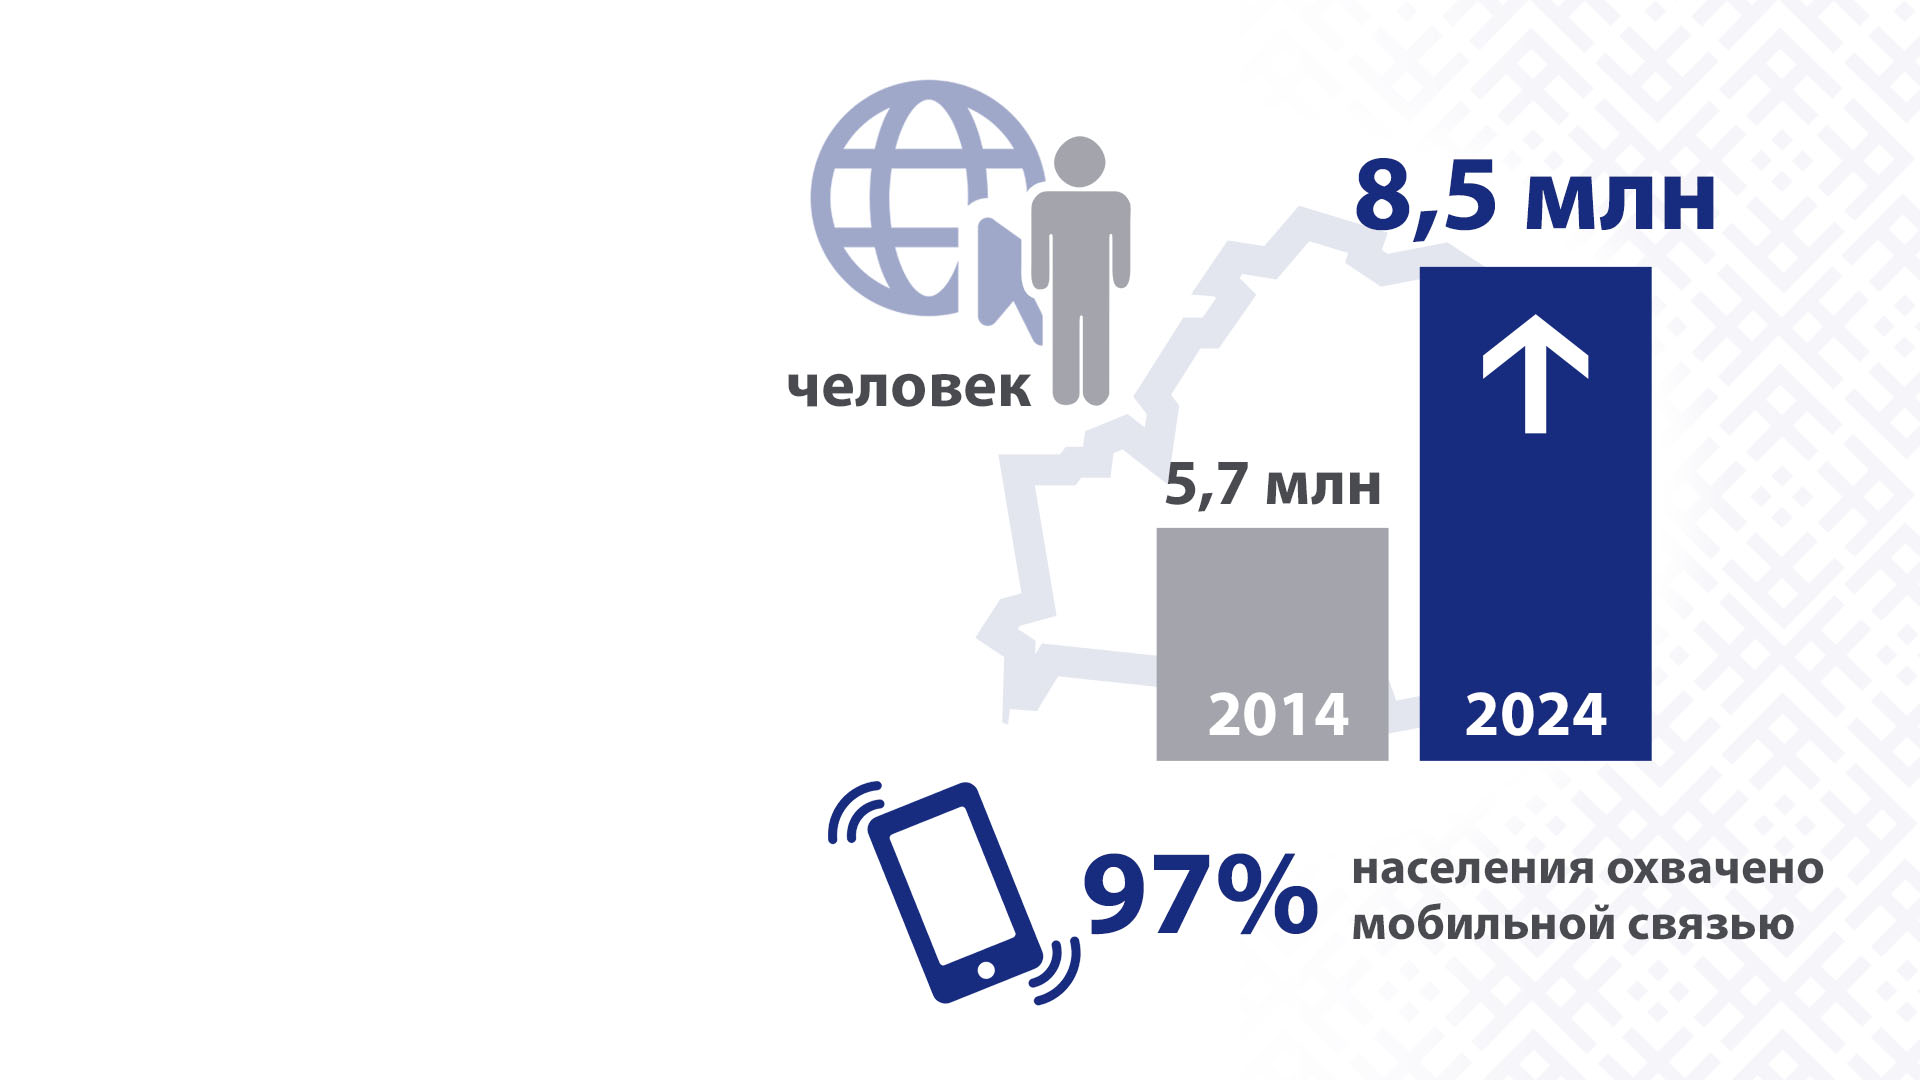 8,5 млн
человек
5,7 млн
2014
2024
97%
населения охвачено
мобильной связью